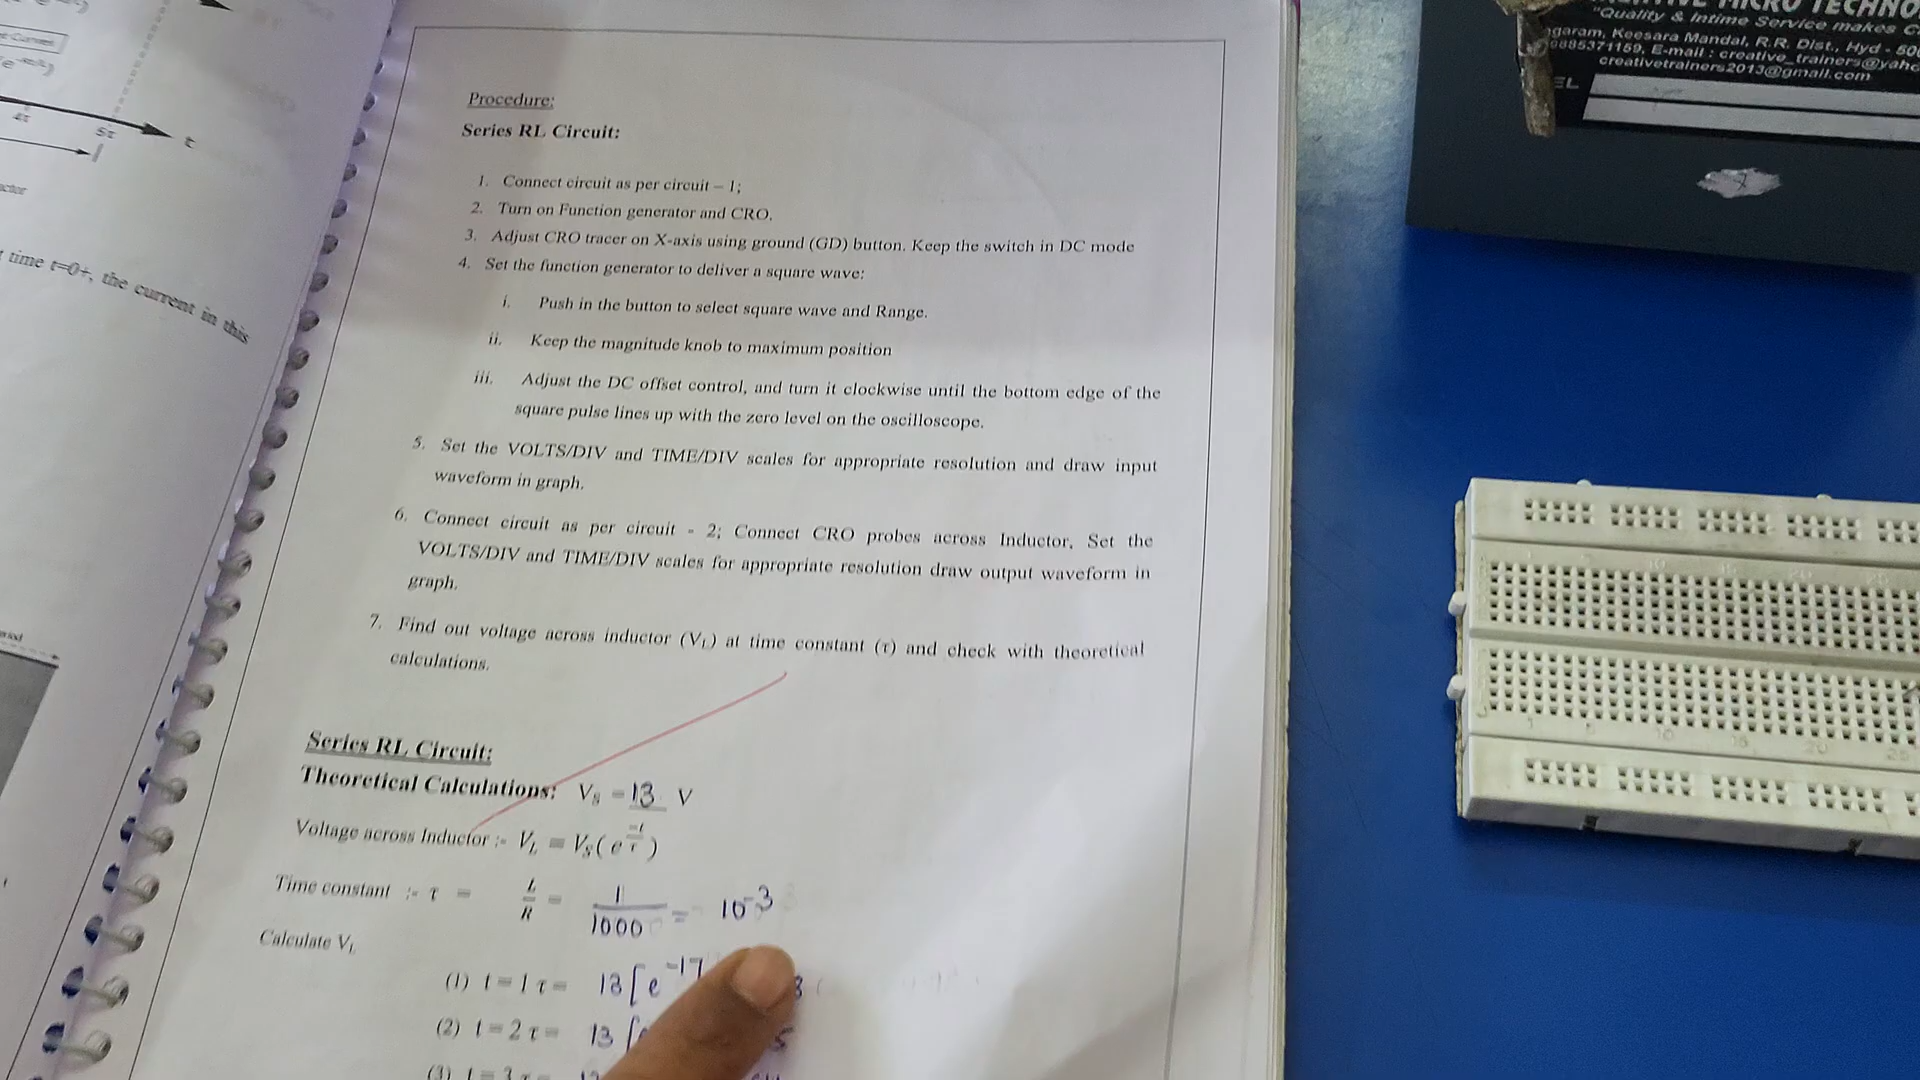 4τ
5τ
t
time t=0+, the current in this
Procedure:
Series RL Circuit:
1. Connect circuit as per circuit – 1;
2. Turn on Function generator and CRO.
3. Adjust CRO tracer on X-axis using ground (GD) button. Keep the switch in DC mode
4. Set the function generator to deliver a square wave:
i. Push in the button to select square wave and Range.
ii. Keep the magnitude knob to maximum position
iii. Adjust the DC offset control, and turn it clockwise until the bottom edge of the
square pulse lines up with the zero level on the oscilloscope.
5. Set the VOLTS/DIV and TIME/DIV scales for appropriate resolution and draw input
waveform in graph.
6. Connect circuit as per circuit - 2; Connect CRO probes across Inductor. Set the
VOLTS/DIV and TIME/DIV scales for appropriate resolution draw output waveform in
graph.
7. Find out voltage across inductor (VL) at time constant (τ) and check with theoretical
calculations.
Series RL Circuit:
Theoretical Calculations: VS = 13 V
Voltage across Inductor :- VL = VS(e^(-t/τ))
Time constant :- τ = L/R = 1/1000 = 10^-3
Calculate VL
(1) t = 1 τ = 13[e
(2) t = 2 τ = 13[
(3) t = 3 τ =
MICRO TECHNO
"Quality & Intime Service makes
garam, Keesara Mandal, R.R. Dist., Hyd - 50
9885371159, E-mail : creative_trainers@yaho
creativetrainers2013@gmail.com
EL